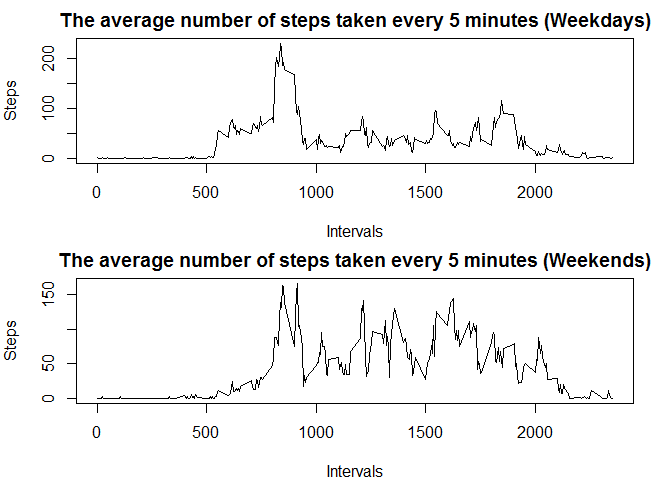 The average number of steps taken every 5 minutes (Weekdays)
Steps
0 100 200
0 500 1000 1500 2000
Intervals
The average number of steps taken every 5 minutes (Weekends)
Steps
0 50 150
0 500 1000 1500 2000
Intervals